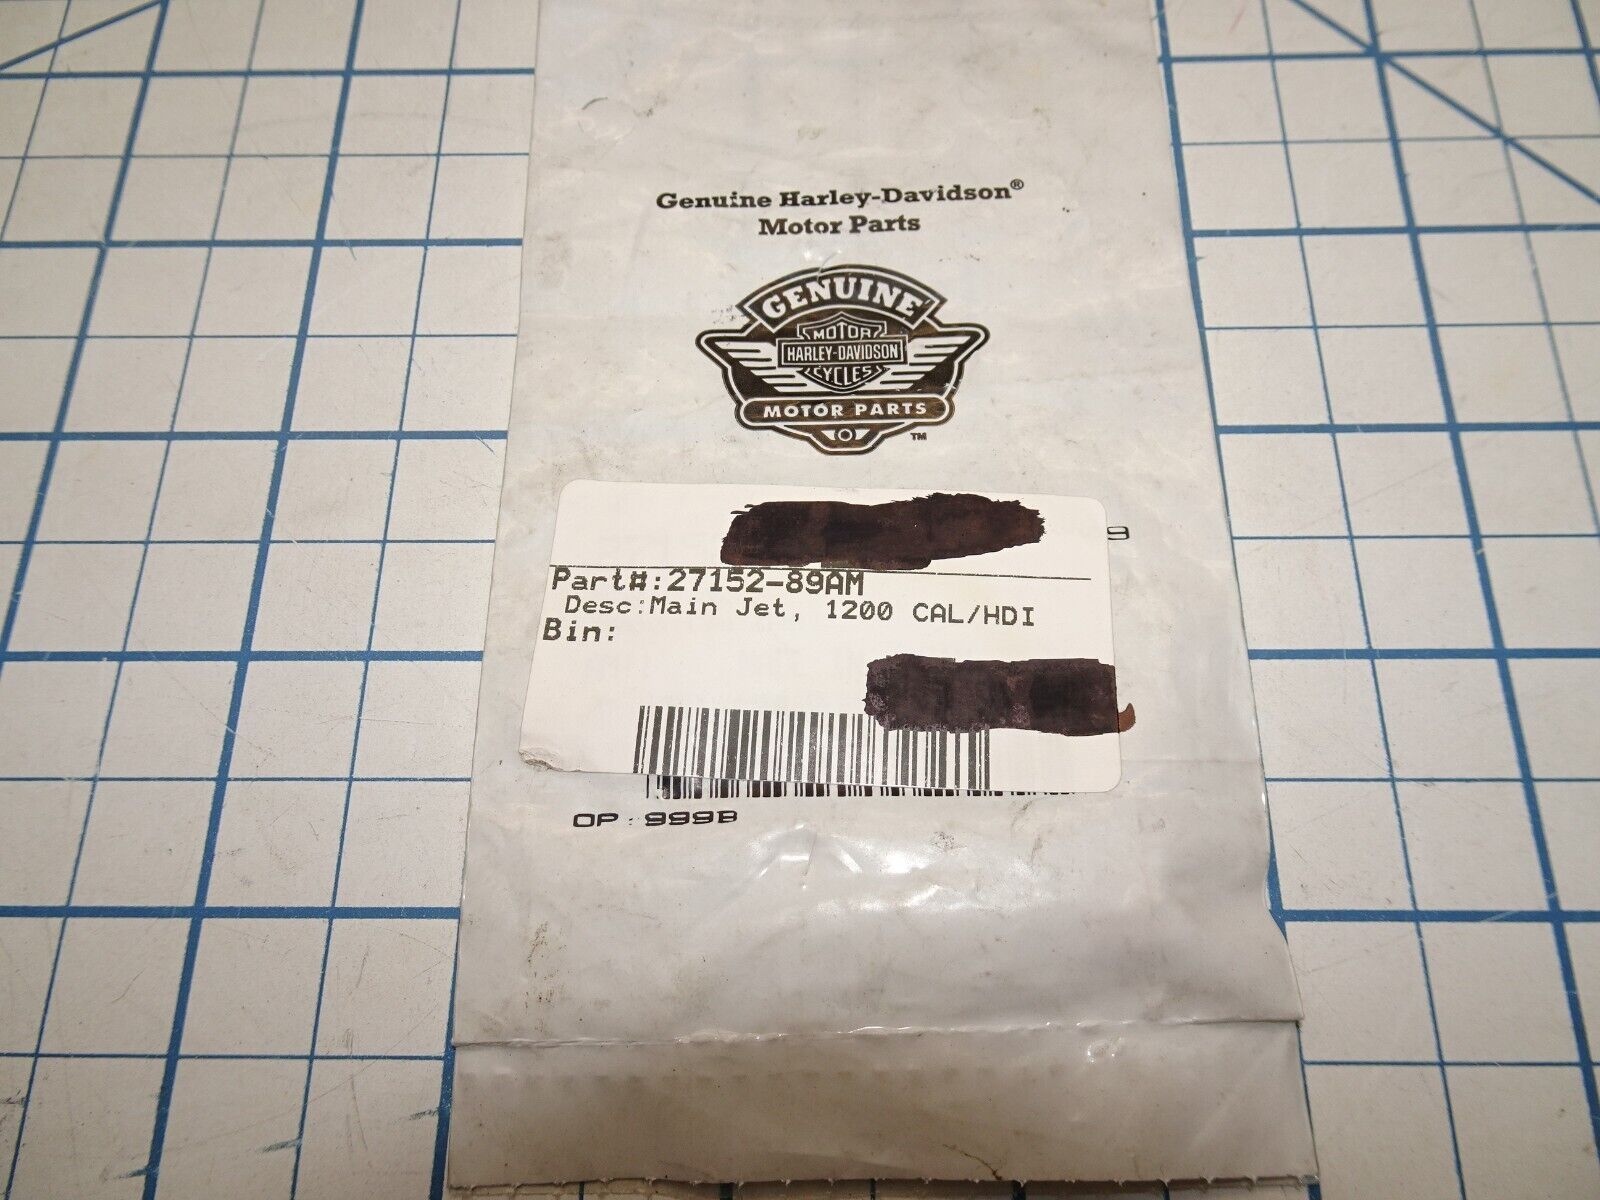 Genuine Harley-Davidson®
Motor Parts
GENUINE
MOTOR
HARLEY-DAVIDSON
CYCLES
MOTOR PARTS
TM
9
Part#:27152-89AM
Desc:Main Jet, 1200 CAL/HDI
Bin:
OP:999B